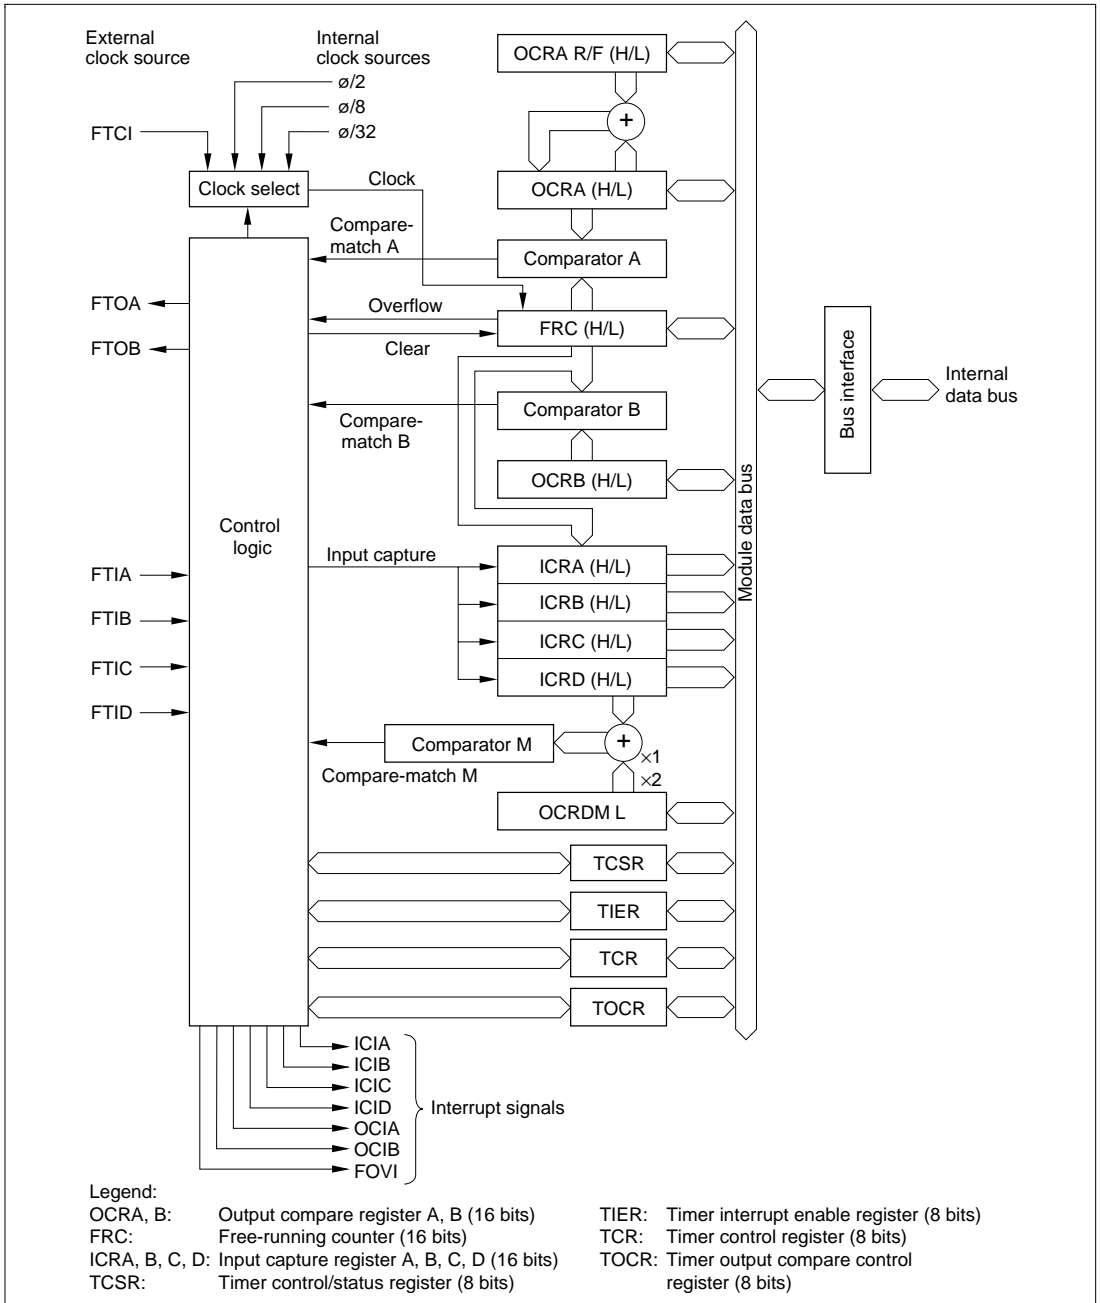 External
clock source
Internal
clock sources
ø/2
ø/8
ø/32
FTCI
Clock select
Clock
OCRA R/F (H/L)
+
OCRA (H/L)
Compare-
match A
Comparator A
FTOA
Overflow
FRC (H/L)
FTOB
Clear
Comparator B
Compare-
match B
OCRB (H/L)
Bus interface
Internal
data bus
Module data bus
Control
logic
Input capture
ICRA (H/L)
ICRB (H/L)
ICRC (H/L)
ICRD (H/L)
FTIA
FTIB
FTIC
FTID
Comparator M
+
×1
×2
Compare-match M
OCRDM L
TCSR
TIER
TCR
TOCR
ICIA
ICIB
ICIC
ICID
OCIA
OCIB
FOVI
Interrupt signals
Legend:
OCRA, B: Output compare register A, B (16 bits)
FRC: Free-running counter (16 bits)
ICRA, B, C, D: Input capture register A, B, C, D (16 bits)
TCSR: Timer control/status register (8 bits)
TIER: Timer interrupt enable register (8 bits)
TCR: Timer control register (8 bits)
TOCR: Timer output compare control
register (8 bits)